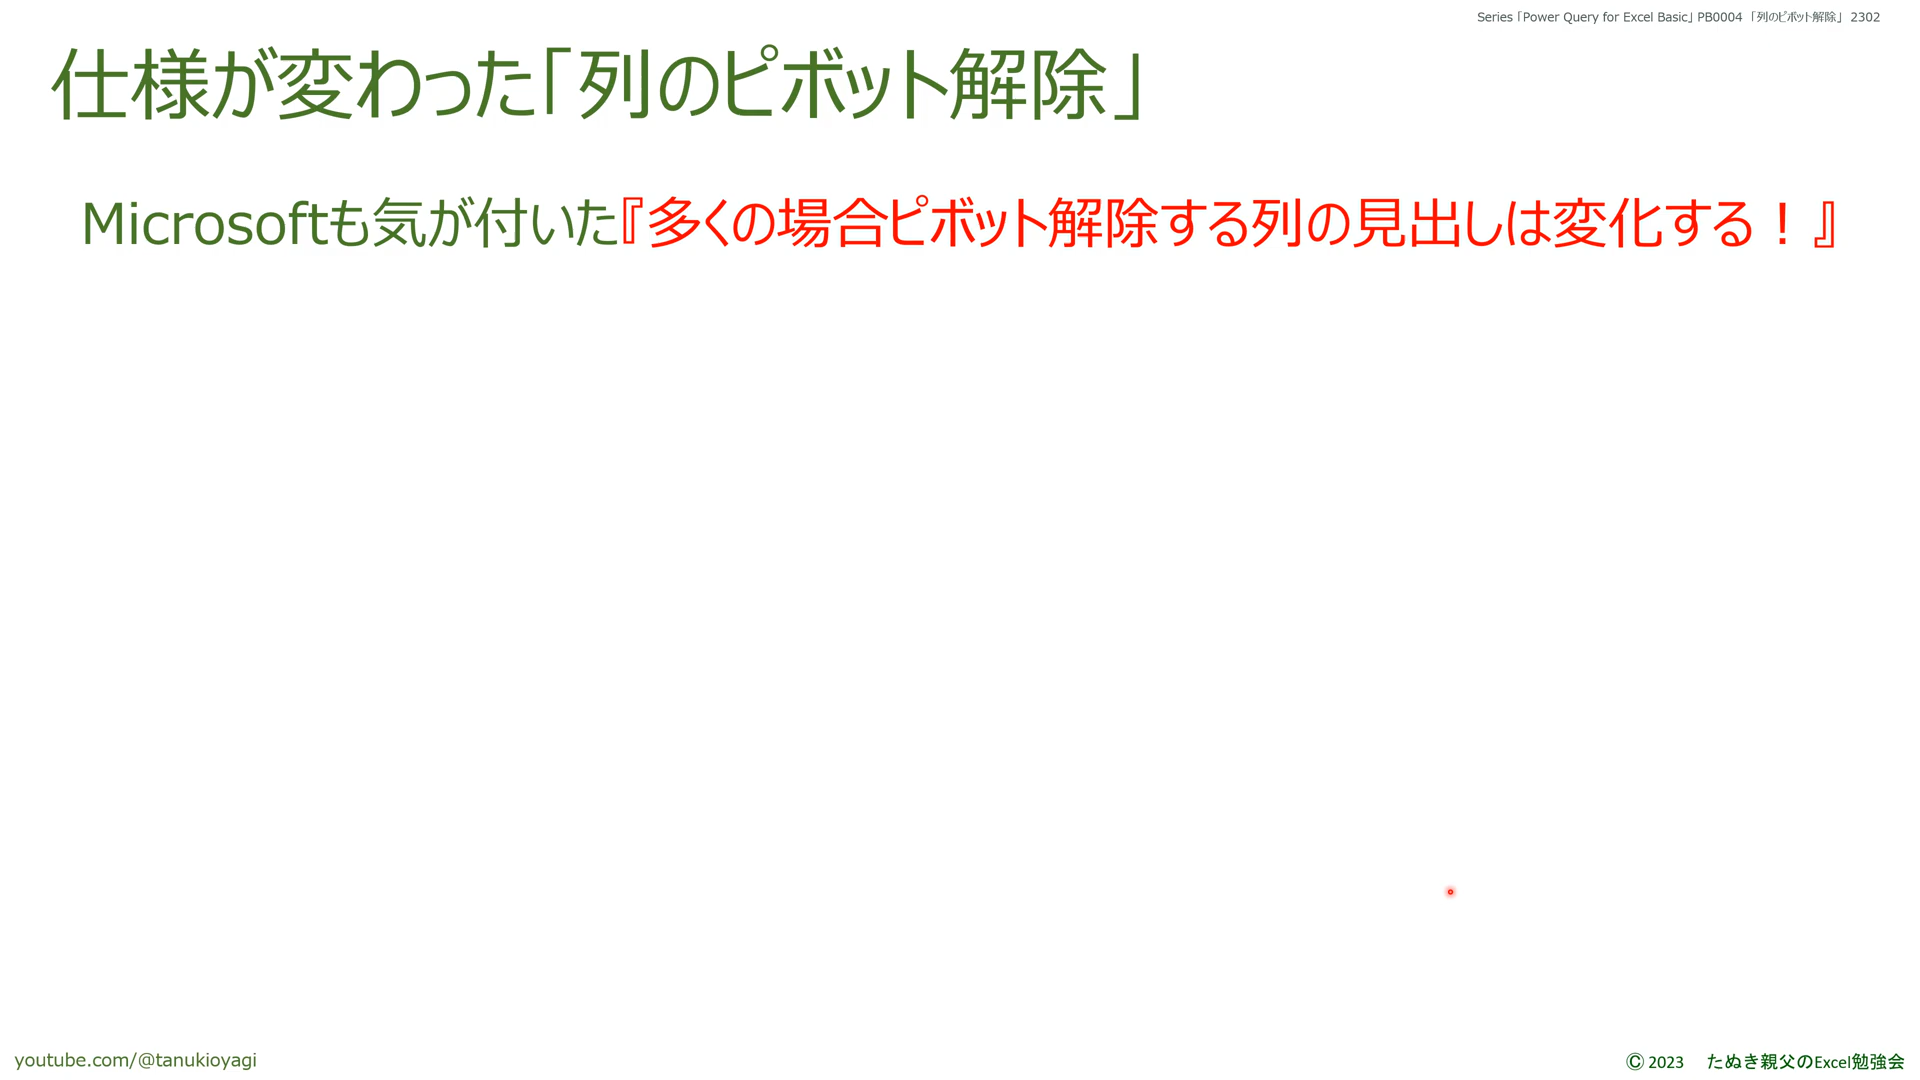 Series「Power Query for Excel Basic」PB0004「列のピボット解除」 2302
仕様が変わった「列のピボット解除」
Microsoftも気が付いた『多くの場合ピボット解除する列の見出しは変化する！』
youtube.com/@tanukioyagi
© 2023 たぬき親父のExcel勉強会